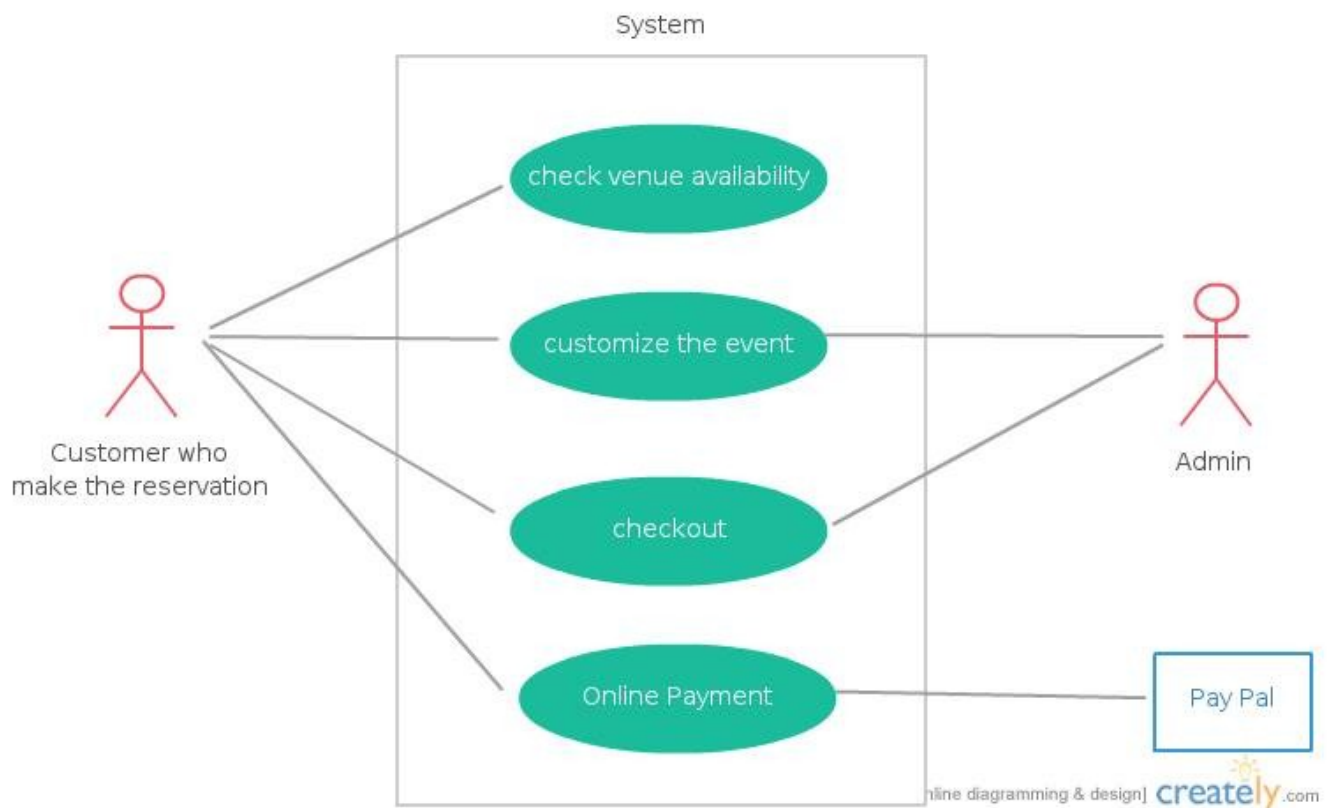 System
check venue availability
customize the event
Customer who
make the reservation
Admin
checkout
Online Payment
Pay Pal
diagramming & design]
creately.com